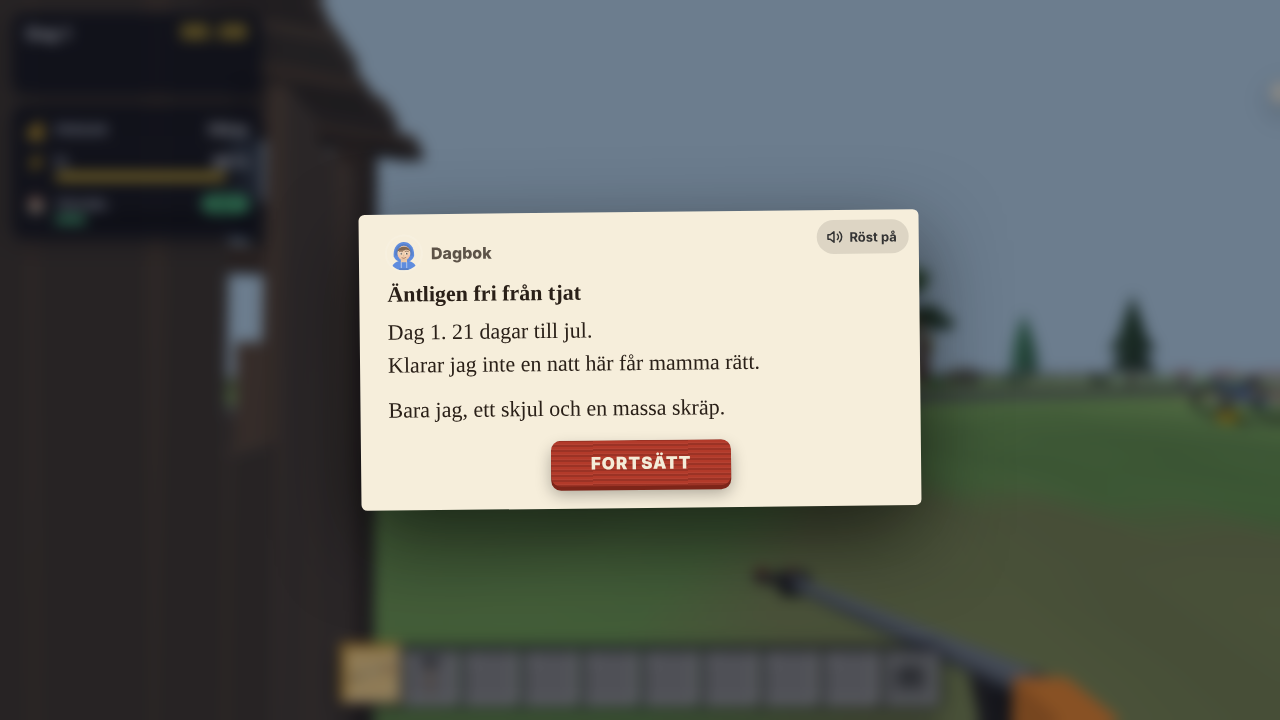 Röst på
Dagbok
Äntligen fri från tjat
Dag 1. 21 dagar till jul.
Klarar jag inte en natt här får mamma rätt.
Bara jag, ett skjul och en massa skräp.
FORTSÄTT